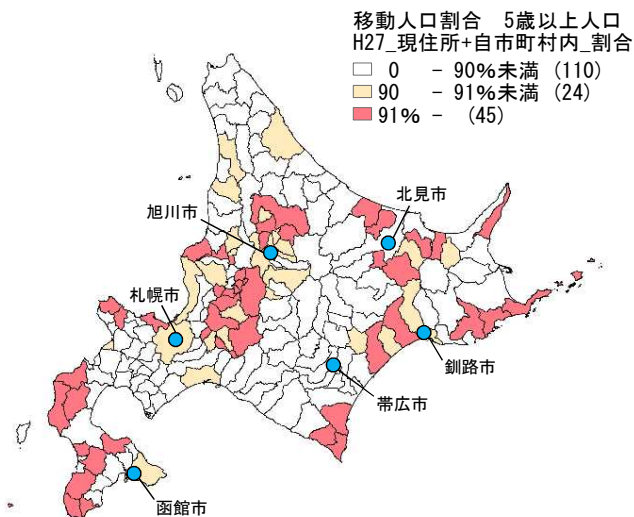 移動人口割合　5歳以上人口
H27_現住所+自市町村内_割合
0　- 90%未満 (110)
90　- 91%未満 (24)
91% -　(45)
北見市
旭川市
札幌市
釧路市
帯広市
函館市